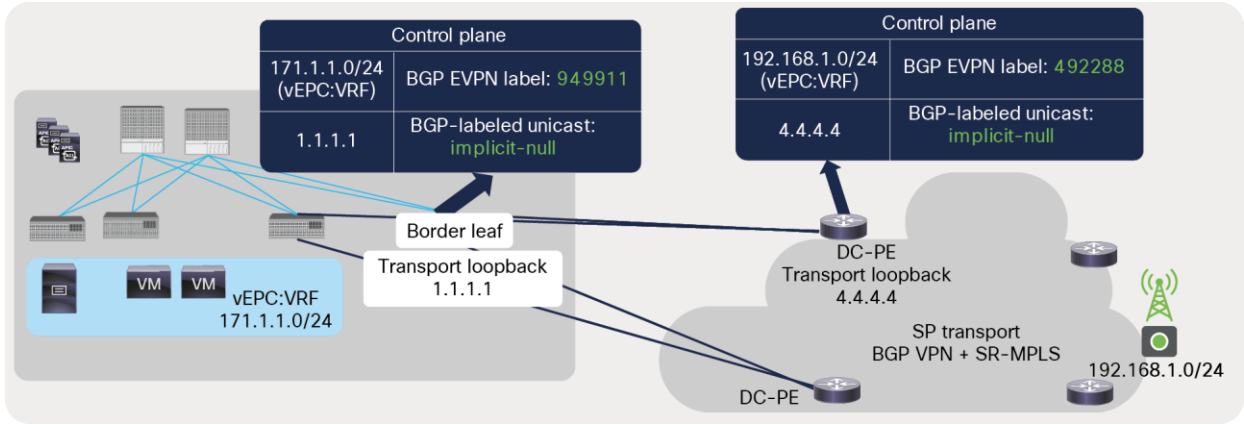 Control plane
171.1.1.0/24
(vEPC:VRF)
BGP EVPN label: 949911
1.1.1.1
BGP-labeled unicast:
implicit-null
Control plane
192.168.1.0/24
(vEPC:VRF)
BGP EVPN label: 492288
4.4.4.4
BGP-labeled unicast:
implicit-null
APIC
Border leaf
Transport loopback
1.1.1.1
VM
VM
vEPC:VRF
171.1.1.0/24
DC-PE
Transport loopback
4.4.4.4
SP transport
BGP VPN + SR-MPLS
192.168.1.0/24
DC-PE